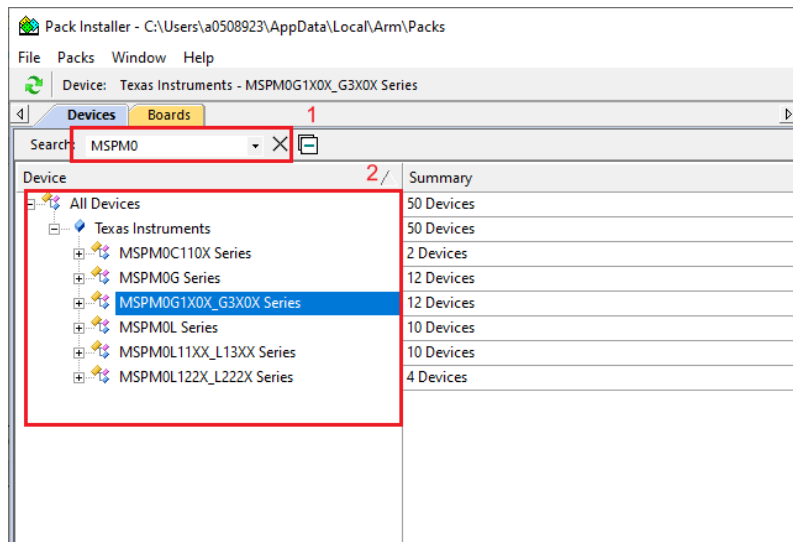 Pack Installer - C:\Users\a0508923\AppData\Local\Arm\Packs
File Packs Window Help
Device: Texas Instruments - MSPM0G1X0X_G3X0X Series
Devices Boards 1
Search: MSPM0
Device 2 Summary
All Devices 50 Devices
Texas Instruments 50 Devices
MSPM0C110X Series 2 Devices
MSPM0G Series 12 Devices
MSPM0G1X0X_G3X0X Series 12 Devices
MSPM0L Series 10 Devices
MSPM0L11XX_L13XX Series 10 Devices
MSPM0L122X_L222X Series 4 Devices